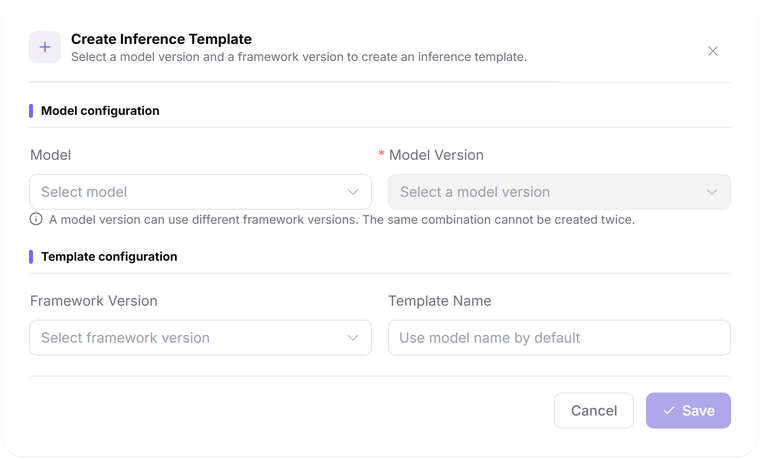 Create Inference Template
Select a model version and a framework version to create an inference template.
Model configuration
Model
* Model Version
Select model
Select a model version
A model version can use different framework versions. The same combination cannot be created twice.
Template configuration
Framework Version
Template Name
Select framework version
Use model name by default
Cancel
Save